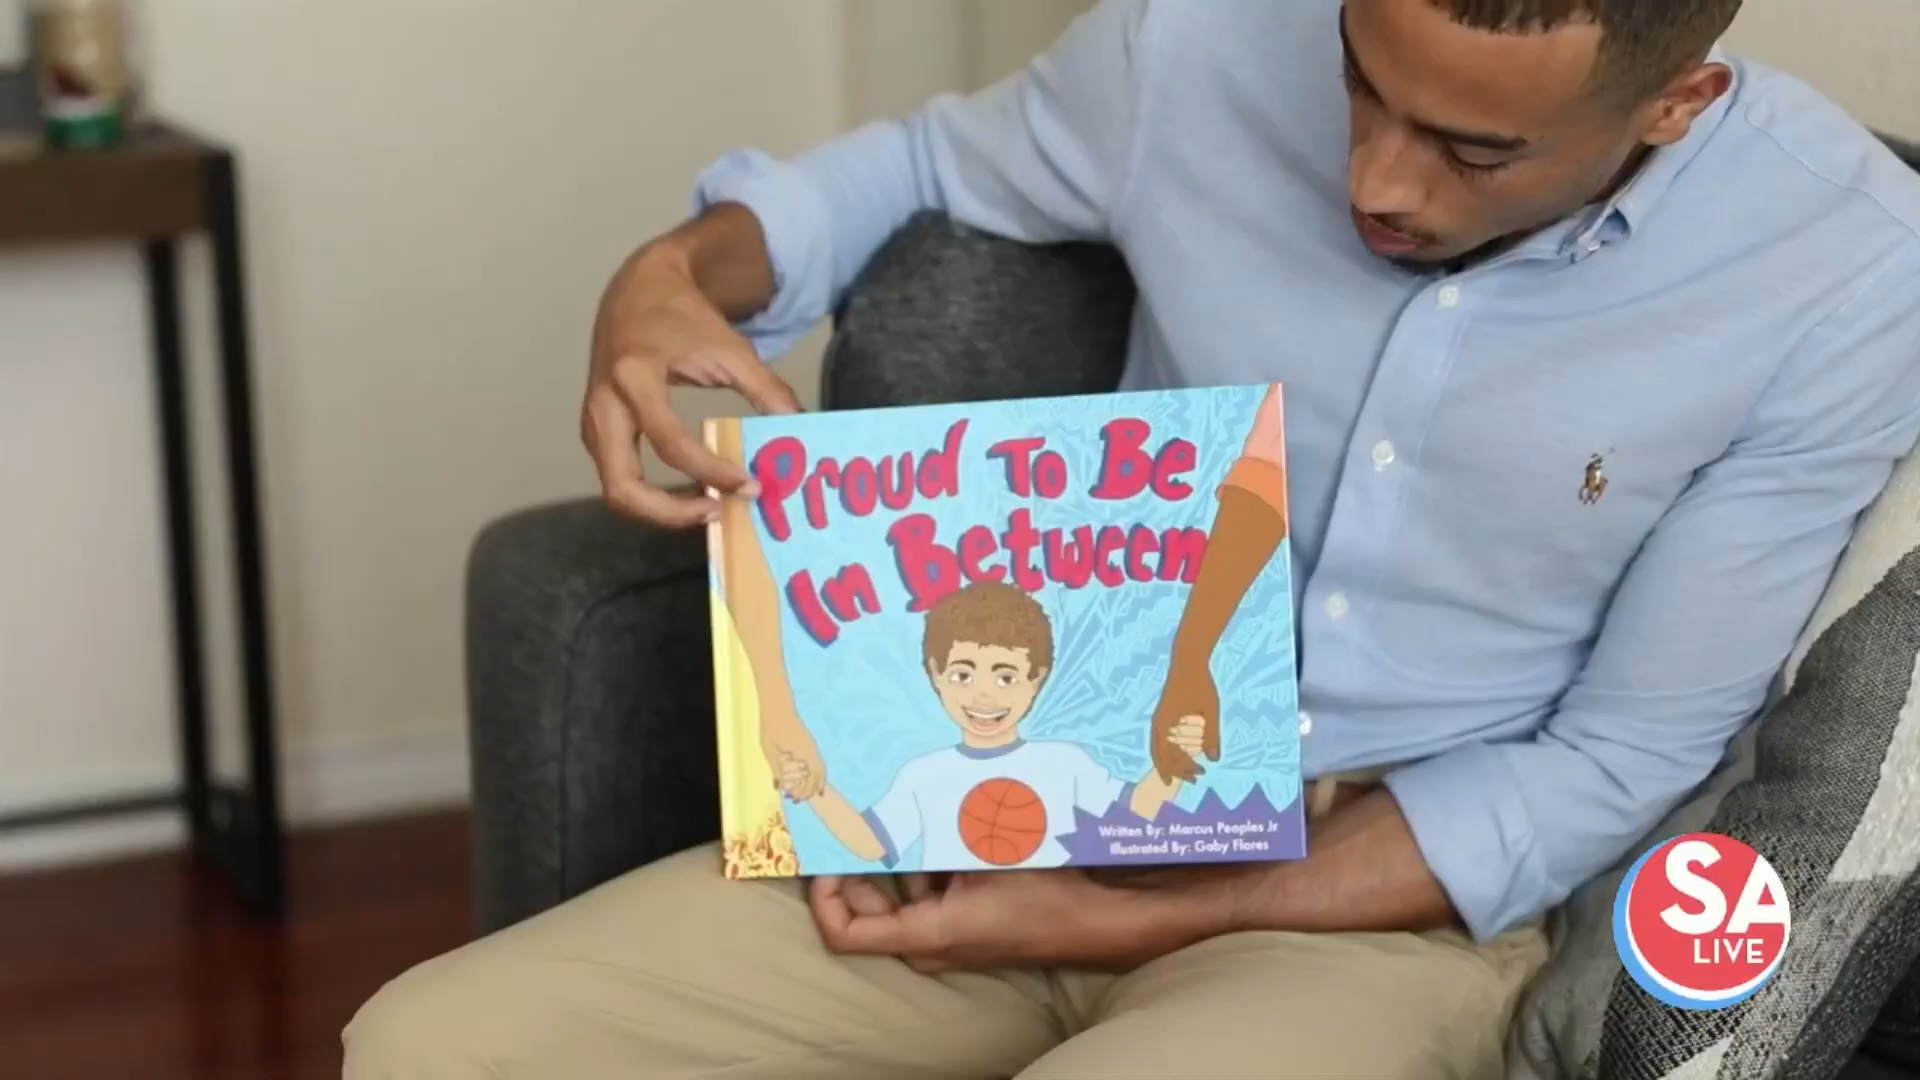 Proud To Be
In Between
Written By: Marcus Peoples Jr
Illustrated By: Gaby Flores
SA
LIVE